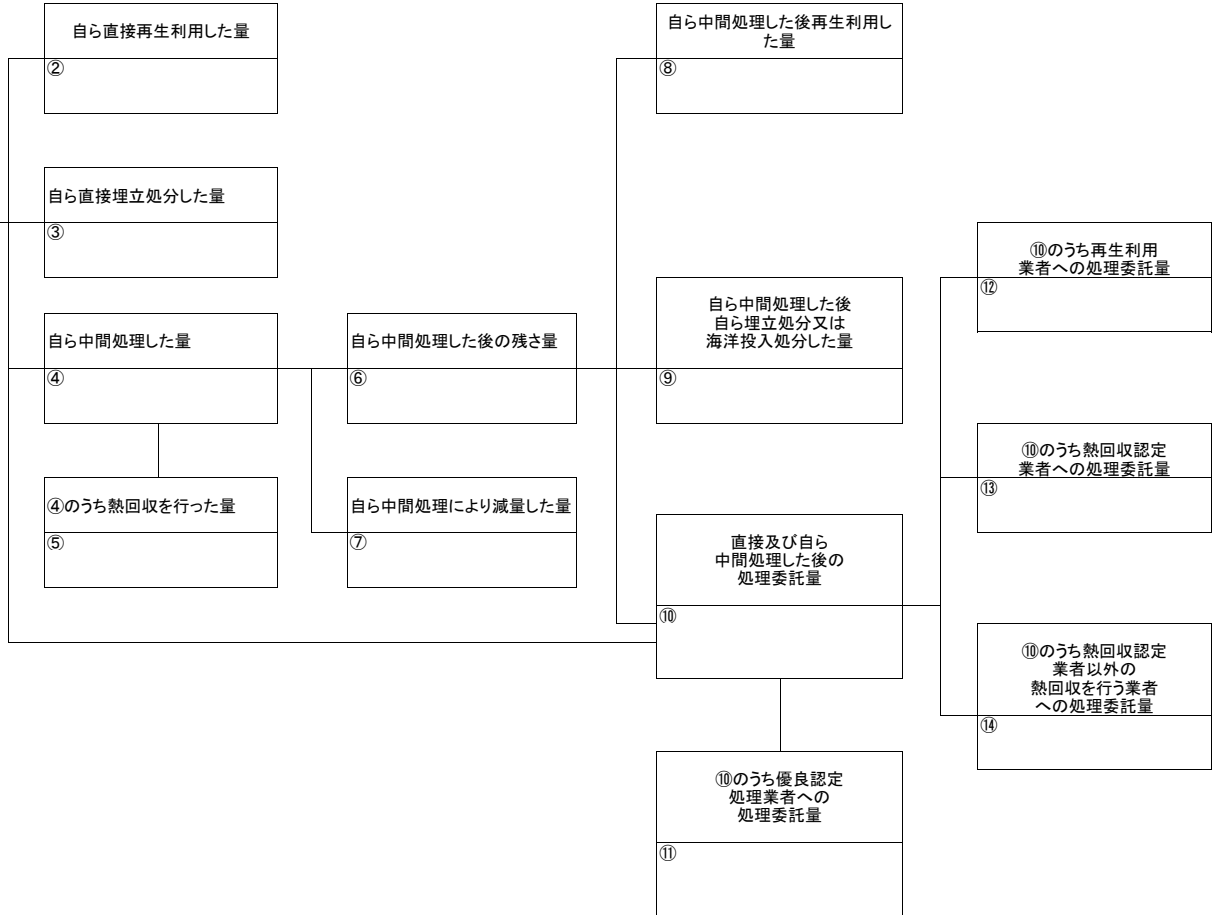 自ら直接再生利用した量
②
自ら直接埋立処分した量
③
自ら中間処理した量
④
④のうち熱回収を行った量
⑤
自ら中間処理した後の残さ量
⑥
自ら中間処理により減量した量
⑦
自ら中間処理した後再生利用し
た量
⑧
自ら中間処理した後
自ら埋立処分又は
海洋投入処分した量
⑨
直接及び自ら
中間処理した後の
処理委託量
⑩
⑩のうち優良認定
処理業者への
処理委託量
⑪
⑩のうち再生利用
業者への処理委託量
⑫
⑩のうち熱回収認定
業者への処理委託量
⑬
⑩のうち熱回収認定
業者以外の
熱回収を行う業者
への処理委託量
⑭